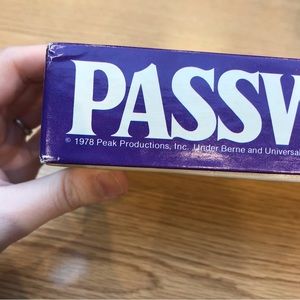 PASSW
© 1978 Peak Productions, Inc. Under Berne and Universal